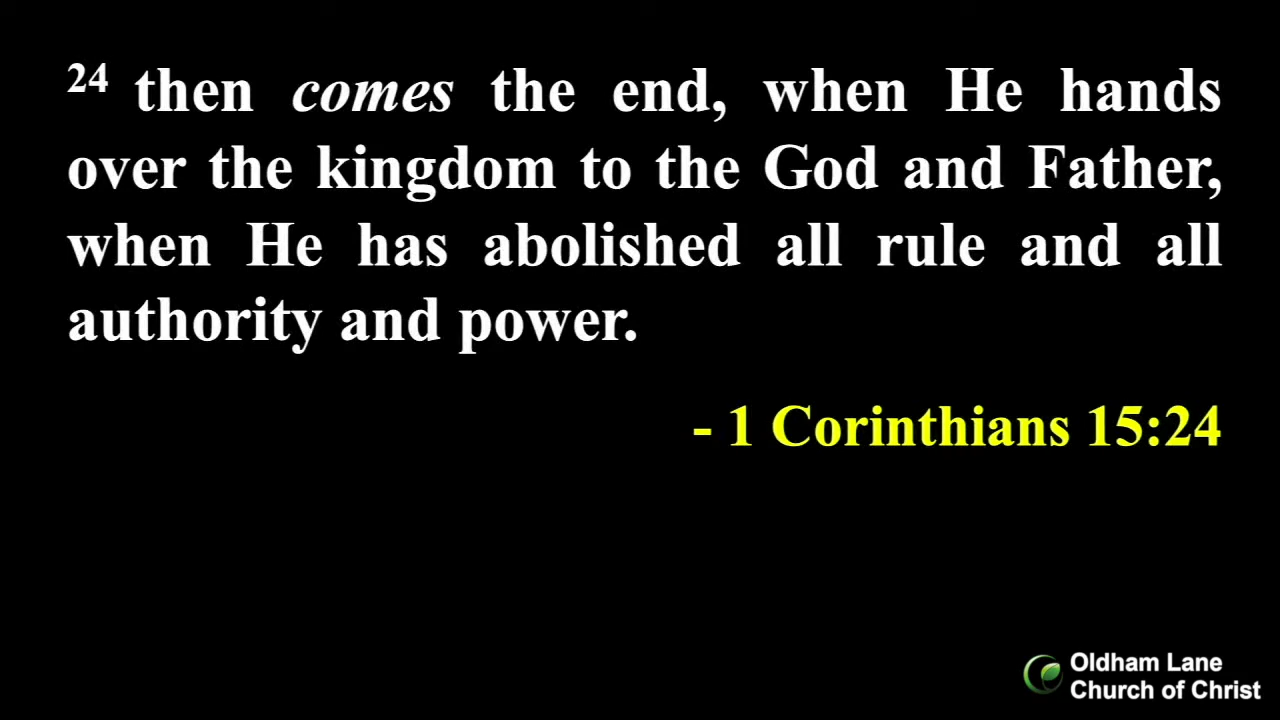 24 then comes the end, when He hands
over the kingdom to the God and Father,
when He has abolished all rule and all
authority and power.
- 1 Corinthians 15:24
Oldham Lane
Church of Christ